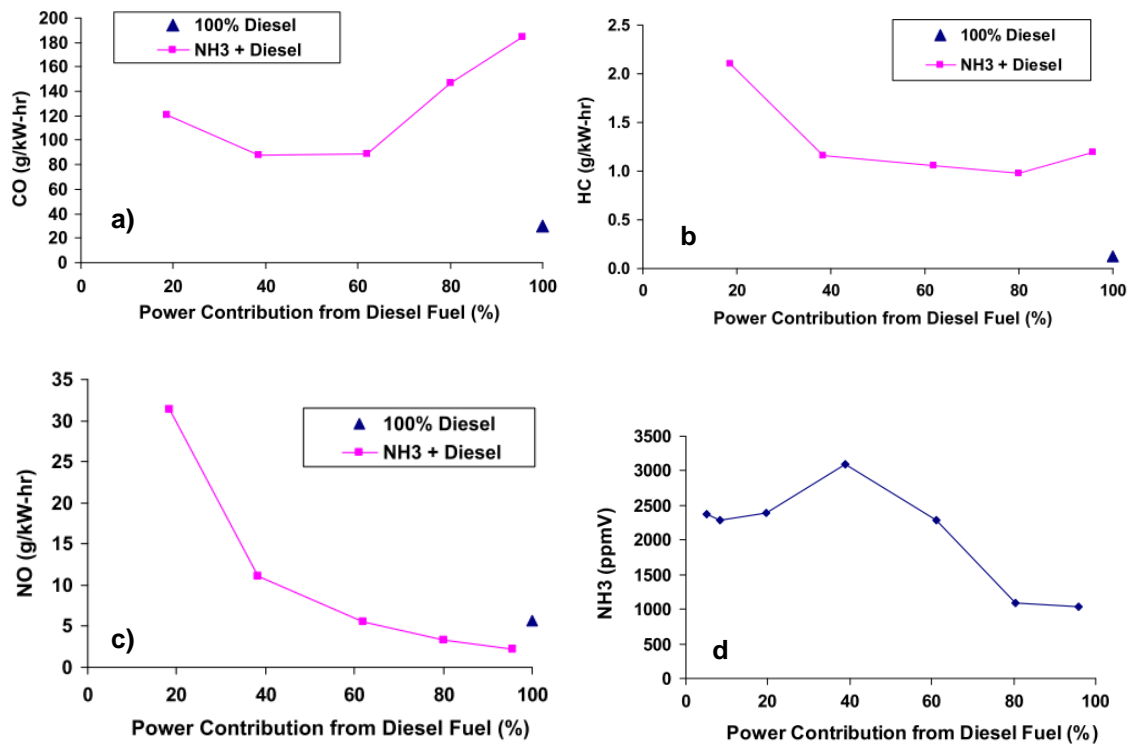 200
180
160
140
120
100
80
60
40
20
0
CO (g/kW-hr)
100% Diesel
NH3 + Diesel
a)
0 20 40 60 80 100
Power Contribution from Diesel Fuel (%)
2.5
2.0
1.5
1.0
0.5
0.0
HC (g/kW-hr)
100% Diesel
NH3 + Diesel
b
0 20 40 60 80 100
Power Contribution from Diesel Fuel (%)
35
30
25
20
15
10
5
0
NO (g/kW-hr)
100% Diesel
NH3 + Diesel
c)
0 20 40 60 80 100
Power Contribution from Diesel Fuel (%)
3500
3000
2500
2000
1500
1000
500
0
NH3 (ppmV)
d
0 20 40 60 80 100
Power Contribution from Diesel Fuel (%)